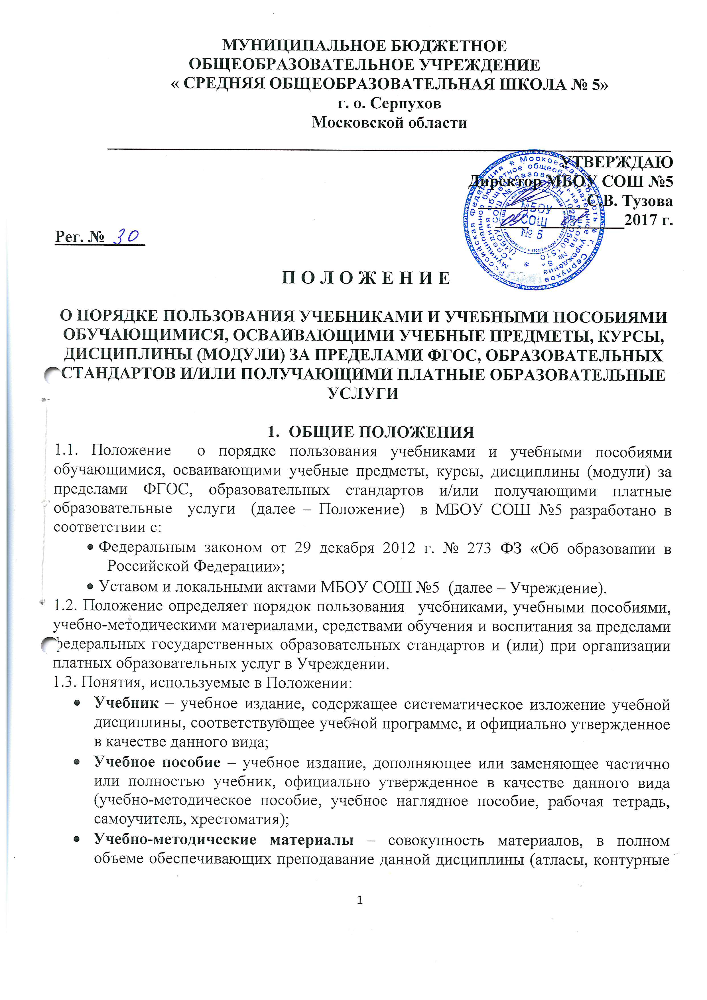 МУНИЦИПАЛЬНОЕ БЮДЖЕТНОЕ
ОБЩЕОБРАЗОВАТЕЛЬНОЕ УЧРЕЖДЕНИЕ
« СРЕДНЯЯ ОБЩЕОБРАЗОВАТЕЛЬНАЯ ШКОЛА № 5»
г. о. Серпухов
Московской области
УТВЕРЖДАЮ
Директор МБОУ СОШ №5
С.В. Тузова
2017 г.
МБОУ
СОШ
№ 5
Рег. № 30
П О Л О Ж Е Н И Е
О ПОРЯДКЕ ПОЛЬЗОВАНИЯ УЧЕБНИКАМИ И УЧЕБНЫМИ ПОСОБИЯМИ
ОБУЧАЮЩИМИСЯ, ОСВАИВАЮЩИМИ УЧЕБНЫЕ ПРЕДМЕТЫ, КУРСЫ,
ДИСЦИПЛИНЫ (МОДУЛИ) ЗА ПРЕДЕЛАМИ ФГОС, ОБРАЗОВАТЕЛЬНЫХ
СТАНДАРТОВ И/ИЛИ ПОЛУЧАЮЩИМИ ПЛАТНЫЕ ОБРАЗОВАТЕЛЬНЫЕ
УСЛУГИ
1. ОБЩИЕ ПОЛОЖЕНИЯ
1.1. Положение о порядке пользования учебниками и учебными пособиями
обучающимися, осваивающими учебные предметы, курсы, дисциплины (модули) за
пределами ФГОС, образовательных стандартов и/или получающими платные
образовательные услуги (далее – Положение) в МБОУ СОШ №5 разработано в
соответствии с:
• Федеральным законом от 29 декабря 2012 г. № 273 ФЗ «Об образовании в
Российской Федерации»;
• Уставом и локальными актами МБОУ СОШ №5 (далее – Учреждение).
1.2. Положение определяет порядок пользования учебниками, учебными пособиями,
учебно-методическими материалами, средствами обучения и воспитания за пределами
федеральных государственных образовательных стандартов и (или) при организации
платных образовательных услуг в Учреждении.
1.3. Понятия, используемые в Положении:
• Учебник – учебное издание, содержащее систематическое изложение учебной
дисциплины, соответствующее учебной программе, и официально утвержденное
в качестве данного вида;
• Учебное пособие – учебное издание, дополняющее или заменяющее частично
или полностью учебник, официально утвержденное в качестве данного вида
(учебно-методическое пособие, учебное наглядное пособие, рабочая тетрадь,
самоучитель, хрестоматия);
• Учебно-методические материалы – совокупность материалов, в полном
объеме обеспечивающих преподавание данной дисциплины (атласы, контурные
1